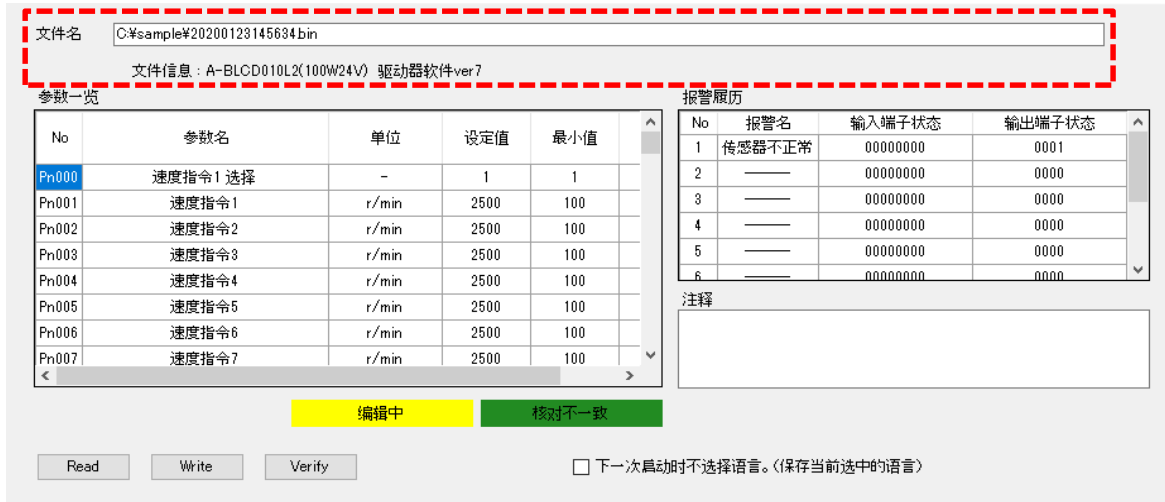 文件名 C:¥sample¥20200123145634.bin
文件信息：A-BLCD010L2(100W24V) 驱动器软件ver7
参数一览
No 参数名 单位 设定值 最小值
Pn000 速度指令1 选择 - 1 1
Pn001 速度指令1 r/min 2500 100
Pn002 速度指令2 r/min 2500 100
Pn003 速度指令3 r/min 2500 100
Pn004 速度指令4 r/min 2500 100
Pn005 速度指令5 r/min 2500 100
Pn006 速度指令6 r/min 2500 100
Pn007 速度指令7 r/min 2500 100
报警履历
No 报警名 输入端子状态 输出端子状态
1 传感器不正常 00000000 0001
2 ——— 00000000 0000
3 ——— 00000000 0000
4 ——— 00000000 0000
5 ——— 00000000 0000
6 ——— 00000000 0000
注释
编辑中 核对不一致
Read Write Verify 下一次启动时不选择语言。(保存当前选中的语言)